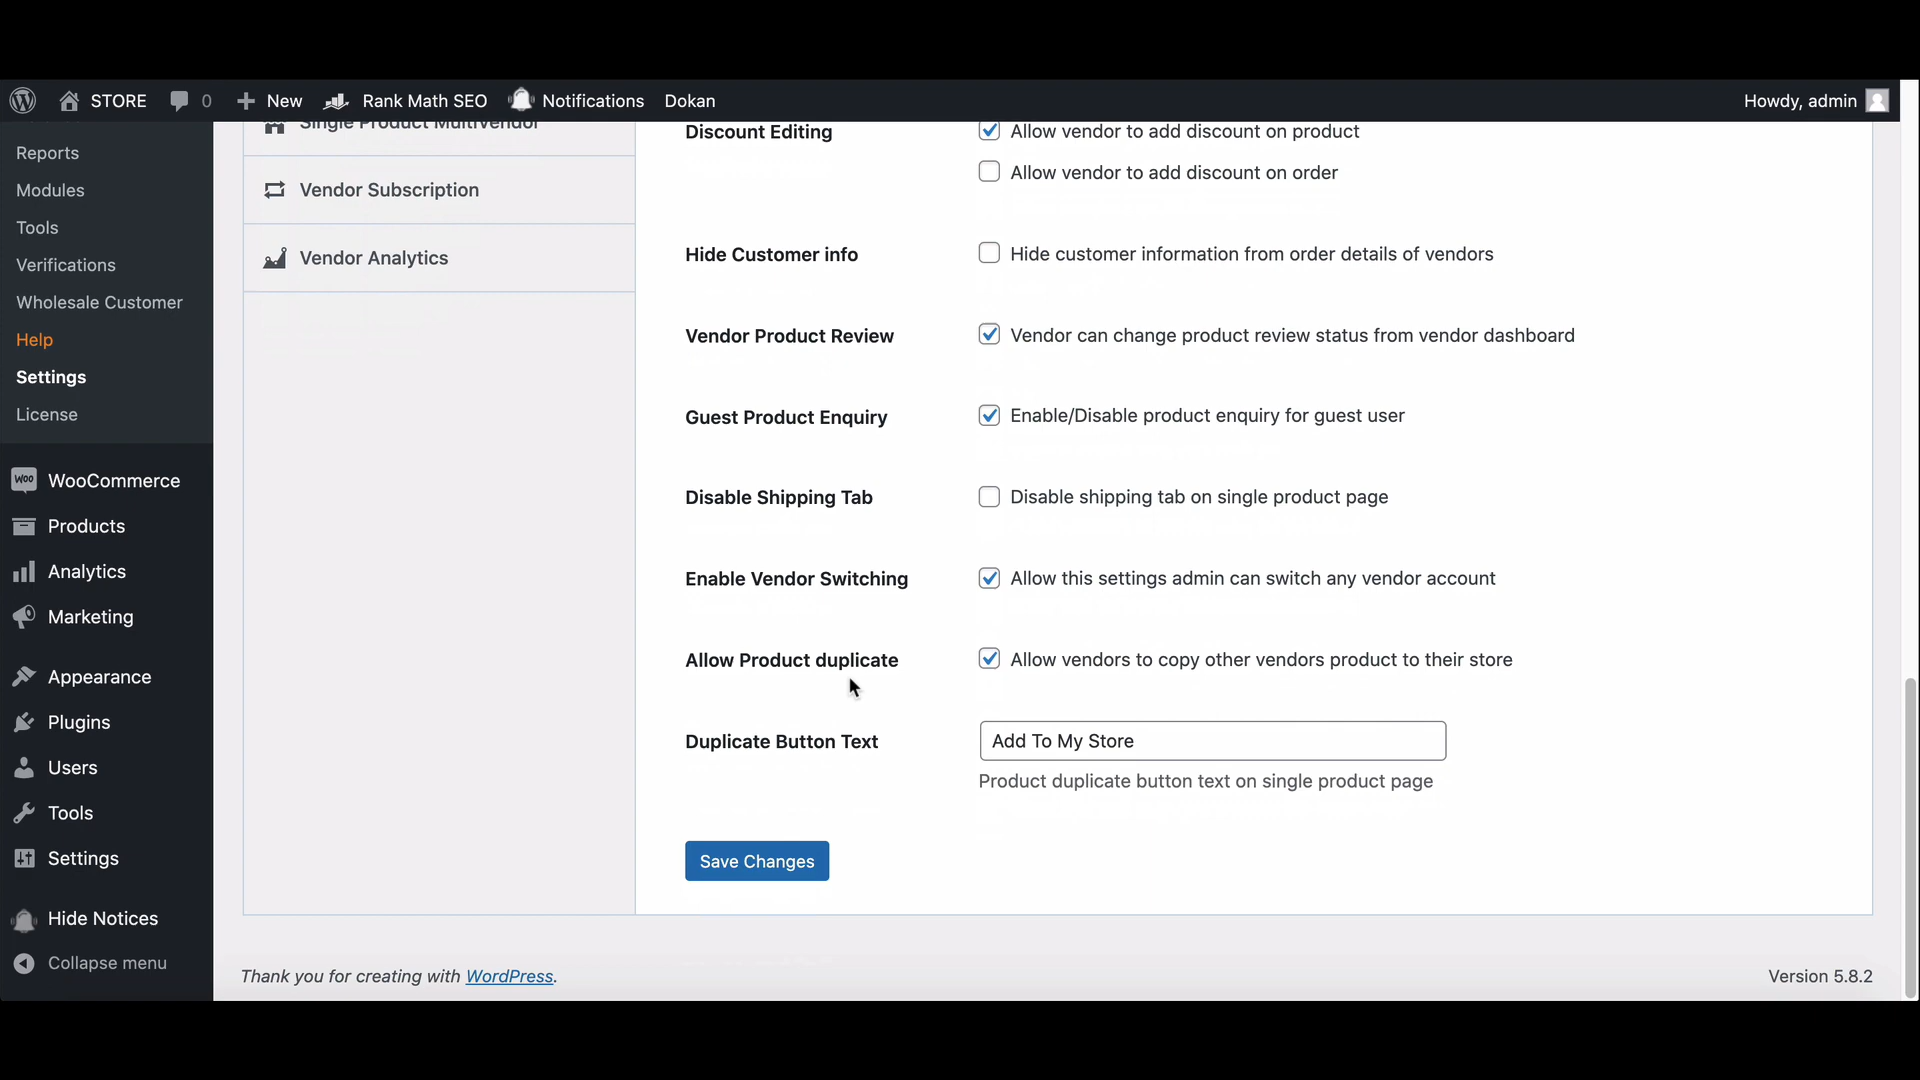 STORE 0 New Rank Math SEO Notifications Dokan Howdy, admin
Reports
Modules
Tools
Verifications
Wholesale Customer
Help
Settings
License
WooCommerce
Products
Analytics
Marketing
Appearance
Plugins
Users
Tools
Settings
Hide Notices
Collapse menu
Single Product MultiVendor
Vendor Subscription
Vendor Analytics
Discount Editing Allow vendor to add discount on product
Allow vendor to add discount on order
Hide Customer info Hide customer information from order details of vendors
Vendor Product Review Vendor can change product review status from vendor dashboard
Guest Product Enquiry Enable/Disable product enquiry for guest user
Disable Shipping Tab Disable shipping tab on single product page
Enable Vendor Switching Allow this settings admin can switch any vendor account
Allow Product duplicate Allow vendors to copy other vendors product to their store
Duplicate Button Text Add To My Store
Product duplicate button text on single product page
Save Changes
Thank you for creating with WordPress. Version 5.8.2